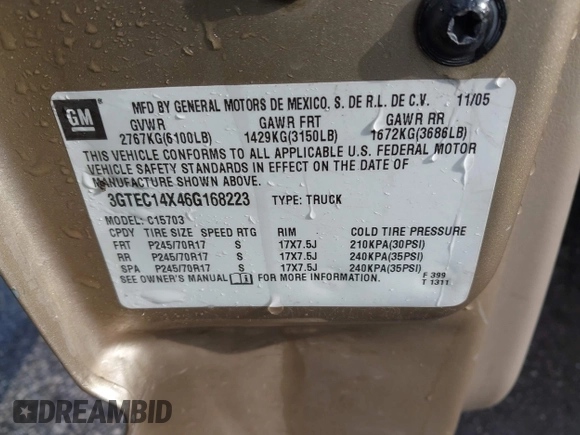 GM
MFD BY GENERAL MOTORS DE MEXICO, S. DE R.L. DE C.V. 11/05
GVWR GAWR FRT GAWR RR
2767KG(6100LB) 1429KG(3150LB) 1672KG(3686LB)
THIS VEHICLE CONFORMS TO ALL APPLICABLE U.S. FEDERAL MOTOR
VEHICLE SAFETY STANDARDS IN EFFECT ON THE DATE OF
MANUFACTURE SHOWN ABOVE.
3GTEC14X46G168223 TYPE: TRUCK
MODEL: C15703
CPDY TIRE SIZE SPEED RTG RIM COLD TIRE PRESSURE
FRT P245/70R17 S 17X7.5J 210KPA(30PSI)
RR P245/70R17 S 17X7.5J 240KPA(35PSI)
SPA P245/70R17 S 17X7.5J 240KPA(35PSI)
SEE OWNER'S MANUAL FOR MORE INFORMATION. F 399
T 1311
DREAMBID